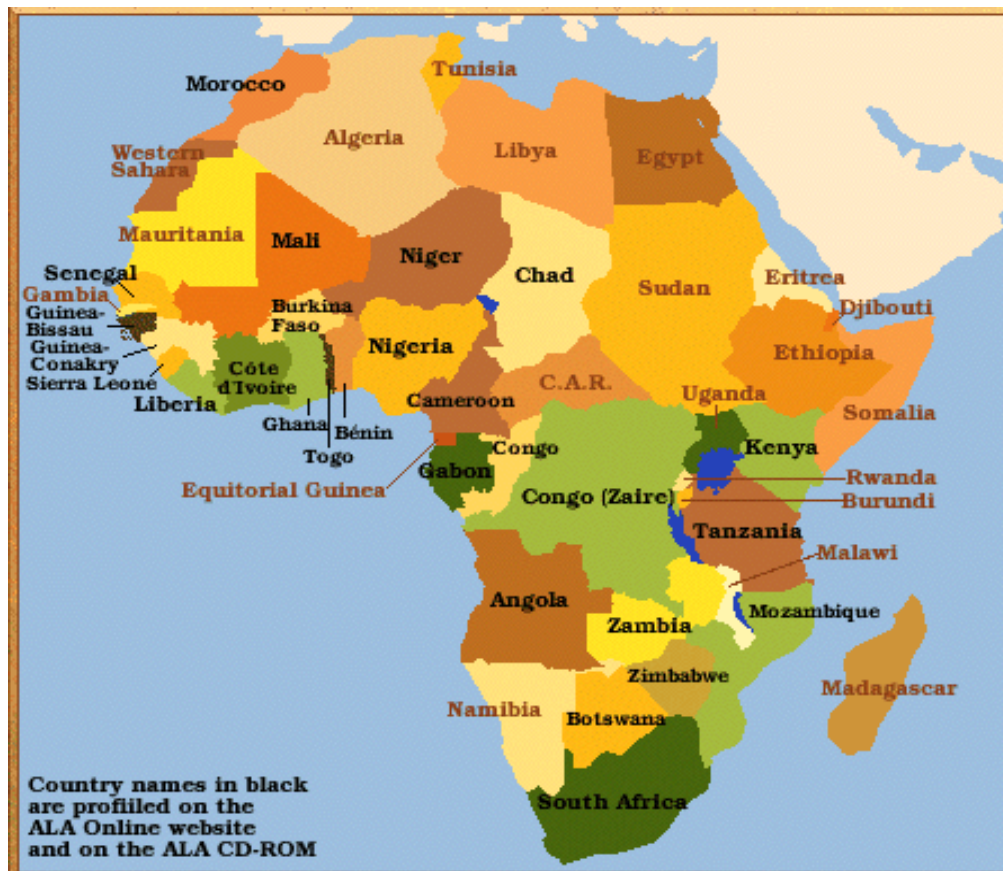 Tunisia
Morocco
Algeria
Libya
Egypt
Western
Sahara
Mauritania
Mali
Niger
Chad
Sudan
Eritrea
Senegal
Gambia
Guinea-
Bissau
Guinea-
Conakry
Sierra Leone
Liberia
Burkina
Faso
Côte
d'Ivoire
Ghana
Togo
Bénin
Nigeria
Cameroon
C.A.R.
Djibouti
Ethiopia
Somalia
Uganda
Kenya
Equitorial Guinea
Gabon
Congo
Congo (Zaire)
Rwanda
Burundi
Tanzania
Malawi
Angola
Zambia
Mozambique
Zimbabwe
Namibia
Botswana
Madagascar
South Africa
Country names in black
are profiiled on the
ALA Online website
and on the ALA CD-ROM